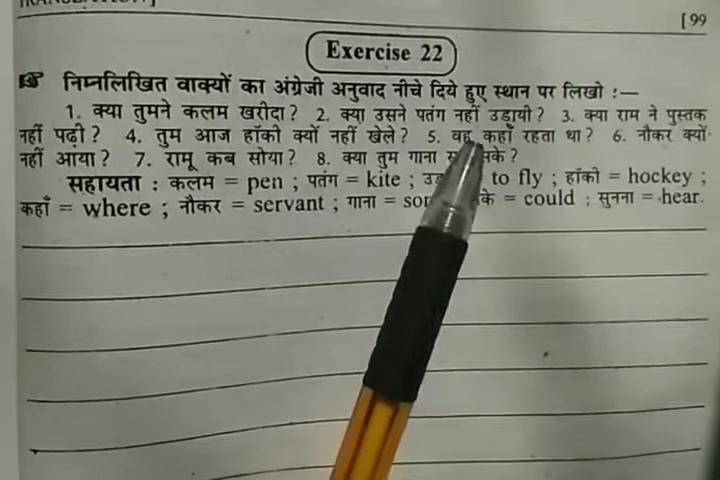 [ 99
Exercise 22
निम्नलिखित वाक्यों का अंग्रेजी अनुवाद नीचे दिये हुए स्थान पर लिखो :—
1. क्या तुमने कलम खरीदा ? 2. क्या उसने पतंग नहीं उड़ायी ? 3. क्या राम ने पुस्तक
नहीं पढ़ी ? 4. तुम आज हॉकी क्यों नहीं खेले ? 5. वह कहाँ रहता था ? 6. नौकर क्यों
नहीं आया ? 7. रामू कब सोया ? 8. क्या तुम गाना सके ?
सहायता : कलम = pen ; पतंग = kite ; to fly ; हॉकी = hockey ;
कहाँ = where ; नौकर = servant ; गाना = = could ; सुनना = hear.